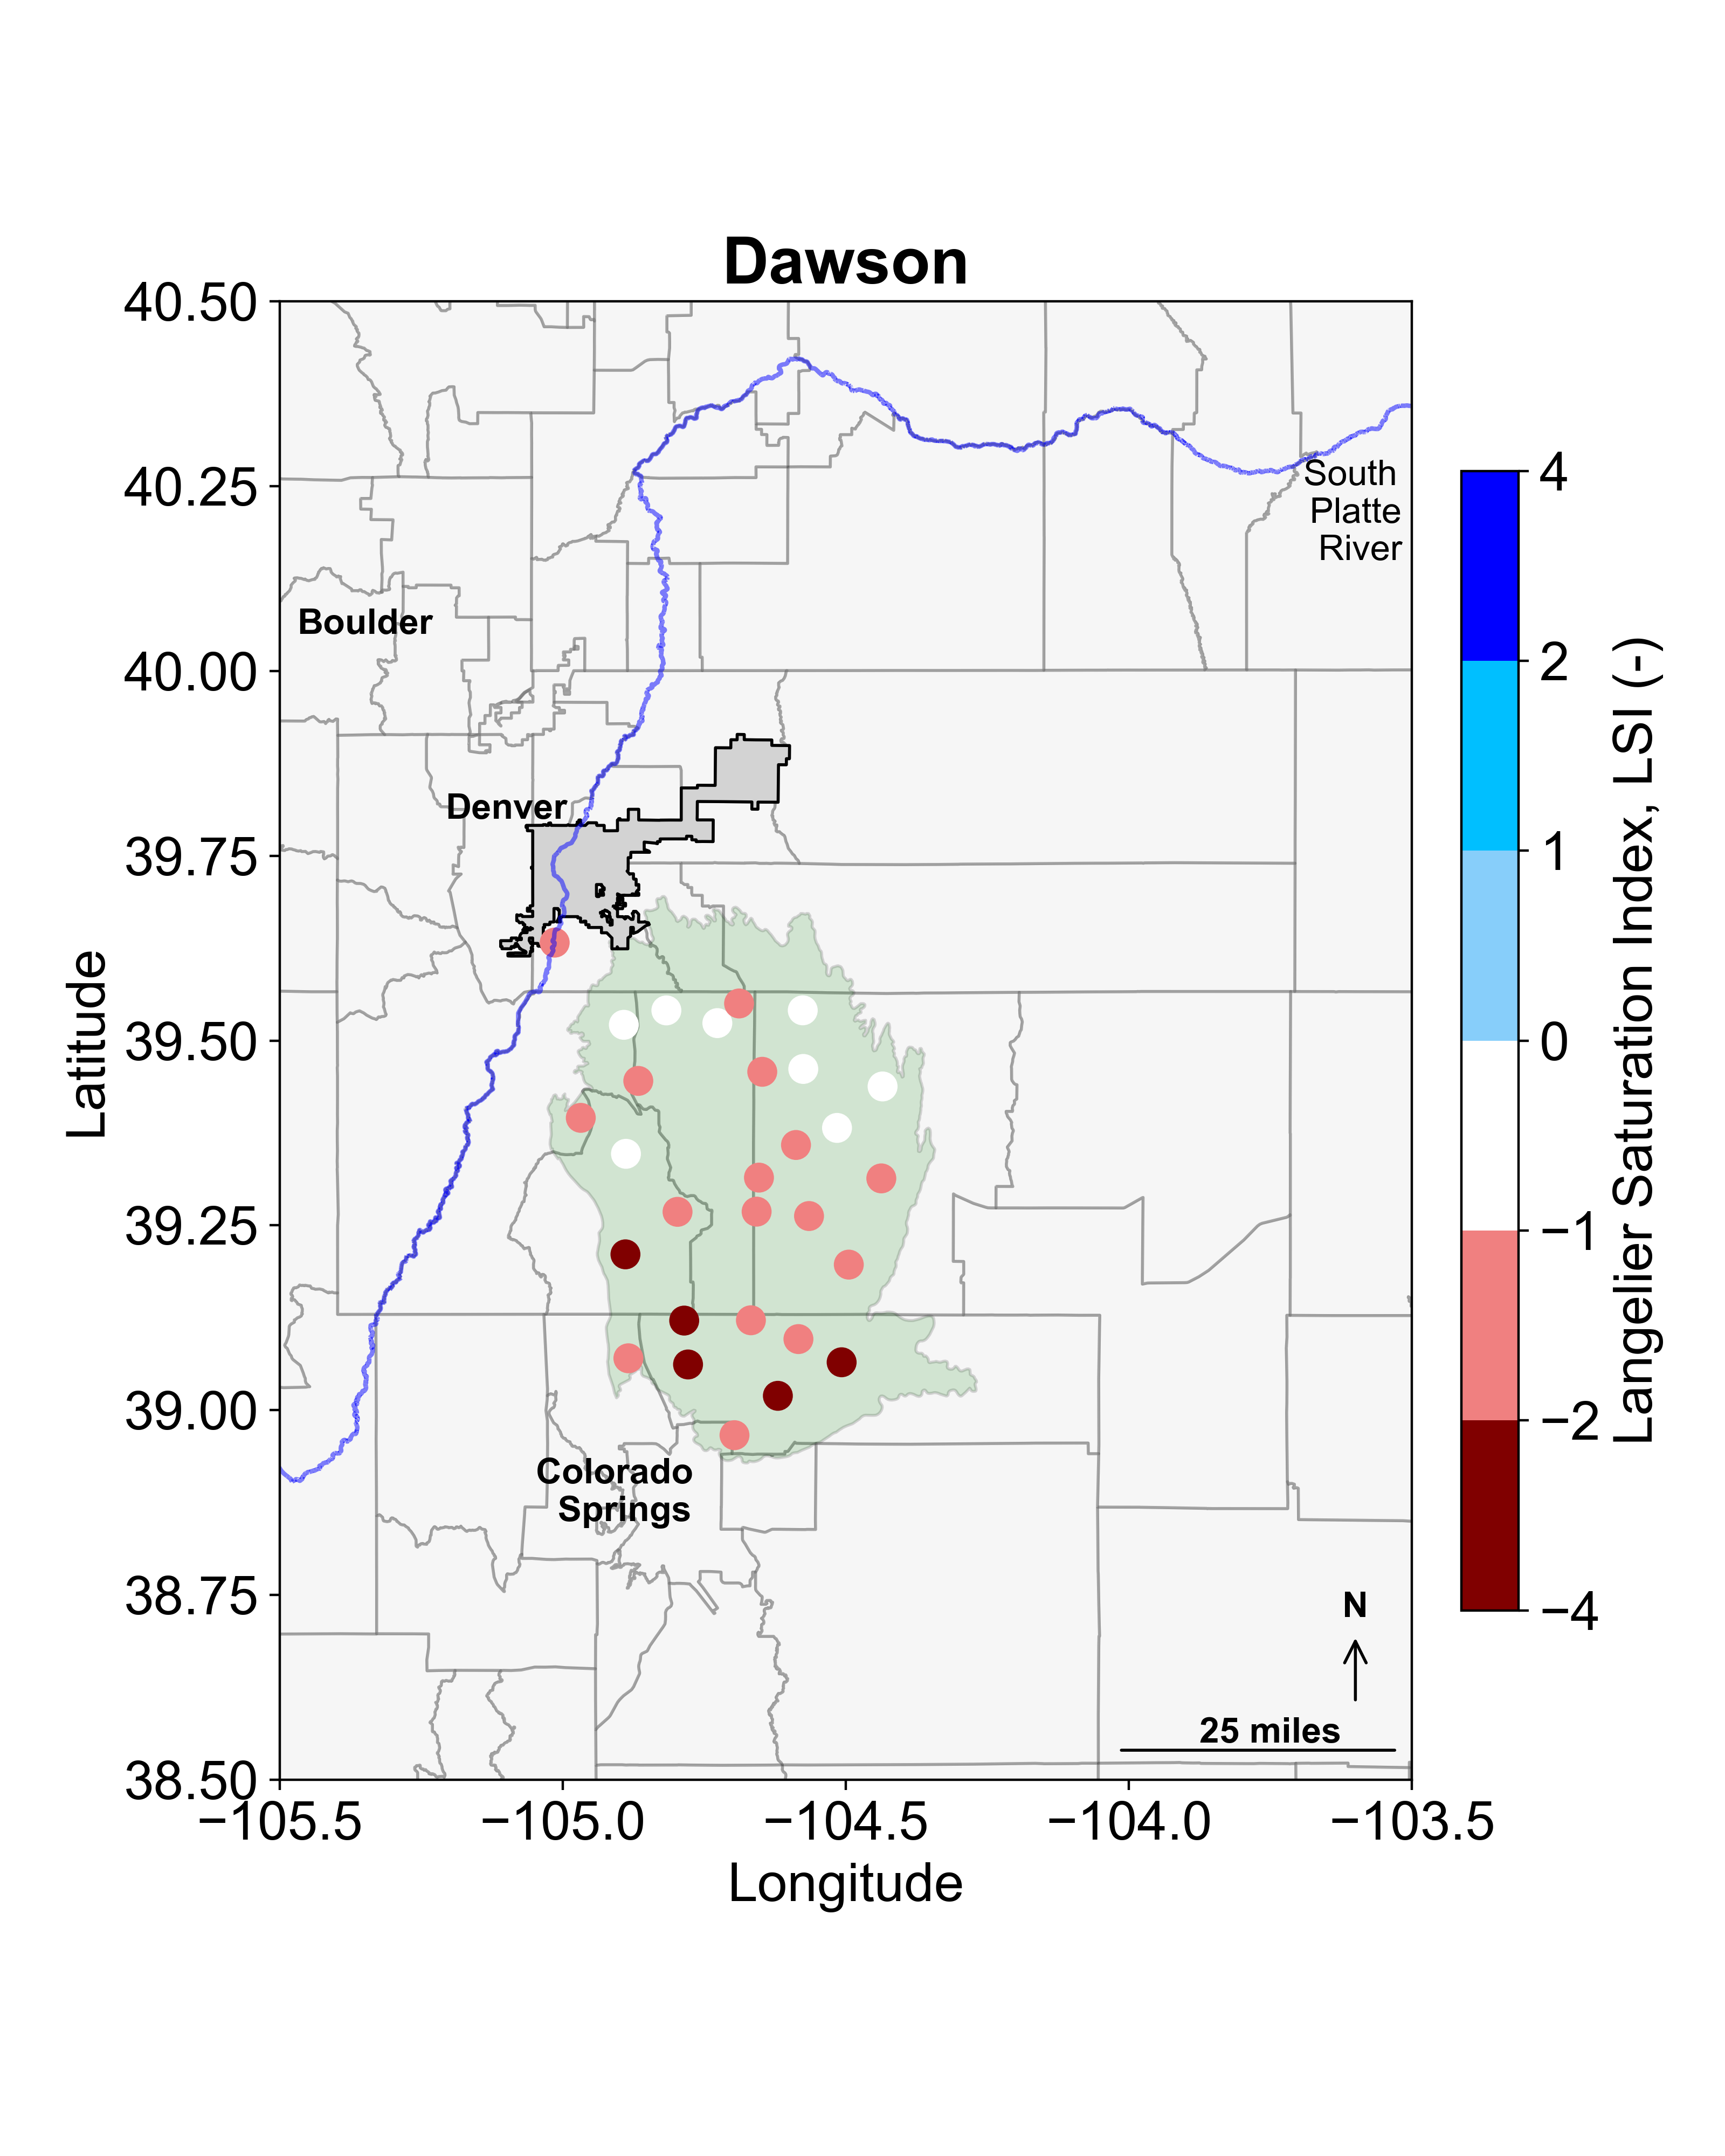 Dawson
40.50
40.25
40.00
39.75
39.50
39.25
39.00
38.75
38.50
Latitude
−105.5
−105.0
−104.5
−104.0
−103.5
Longitude
South
Platte
River
Boulder
Denver
Colorado
Springs
N
25 miles
4
2
1
0
−1
−2
−4
Langelier Saturation Index, LSI (-)